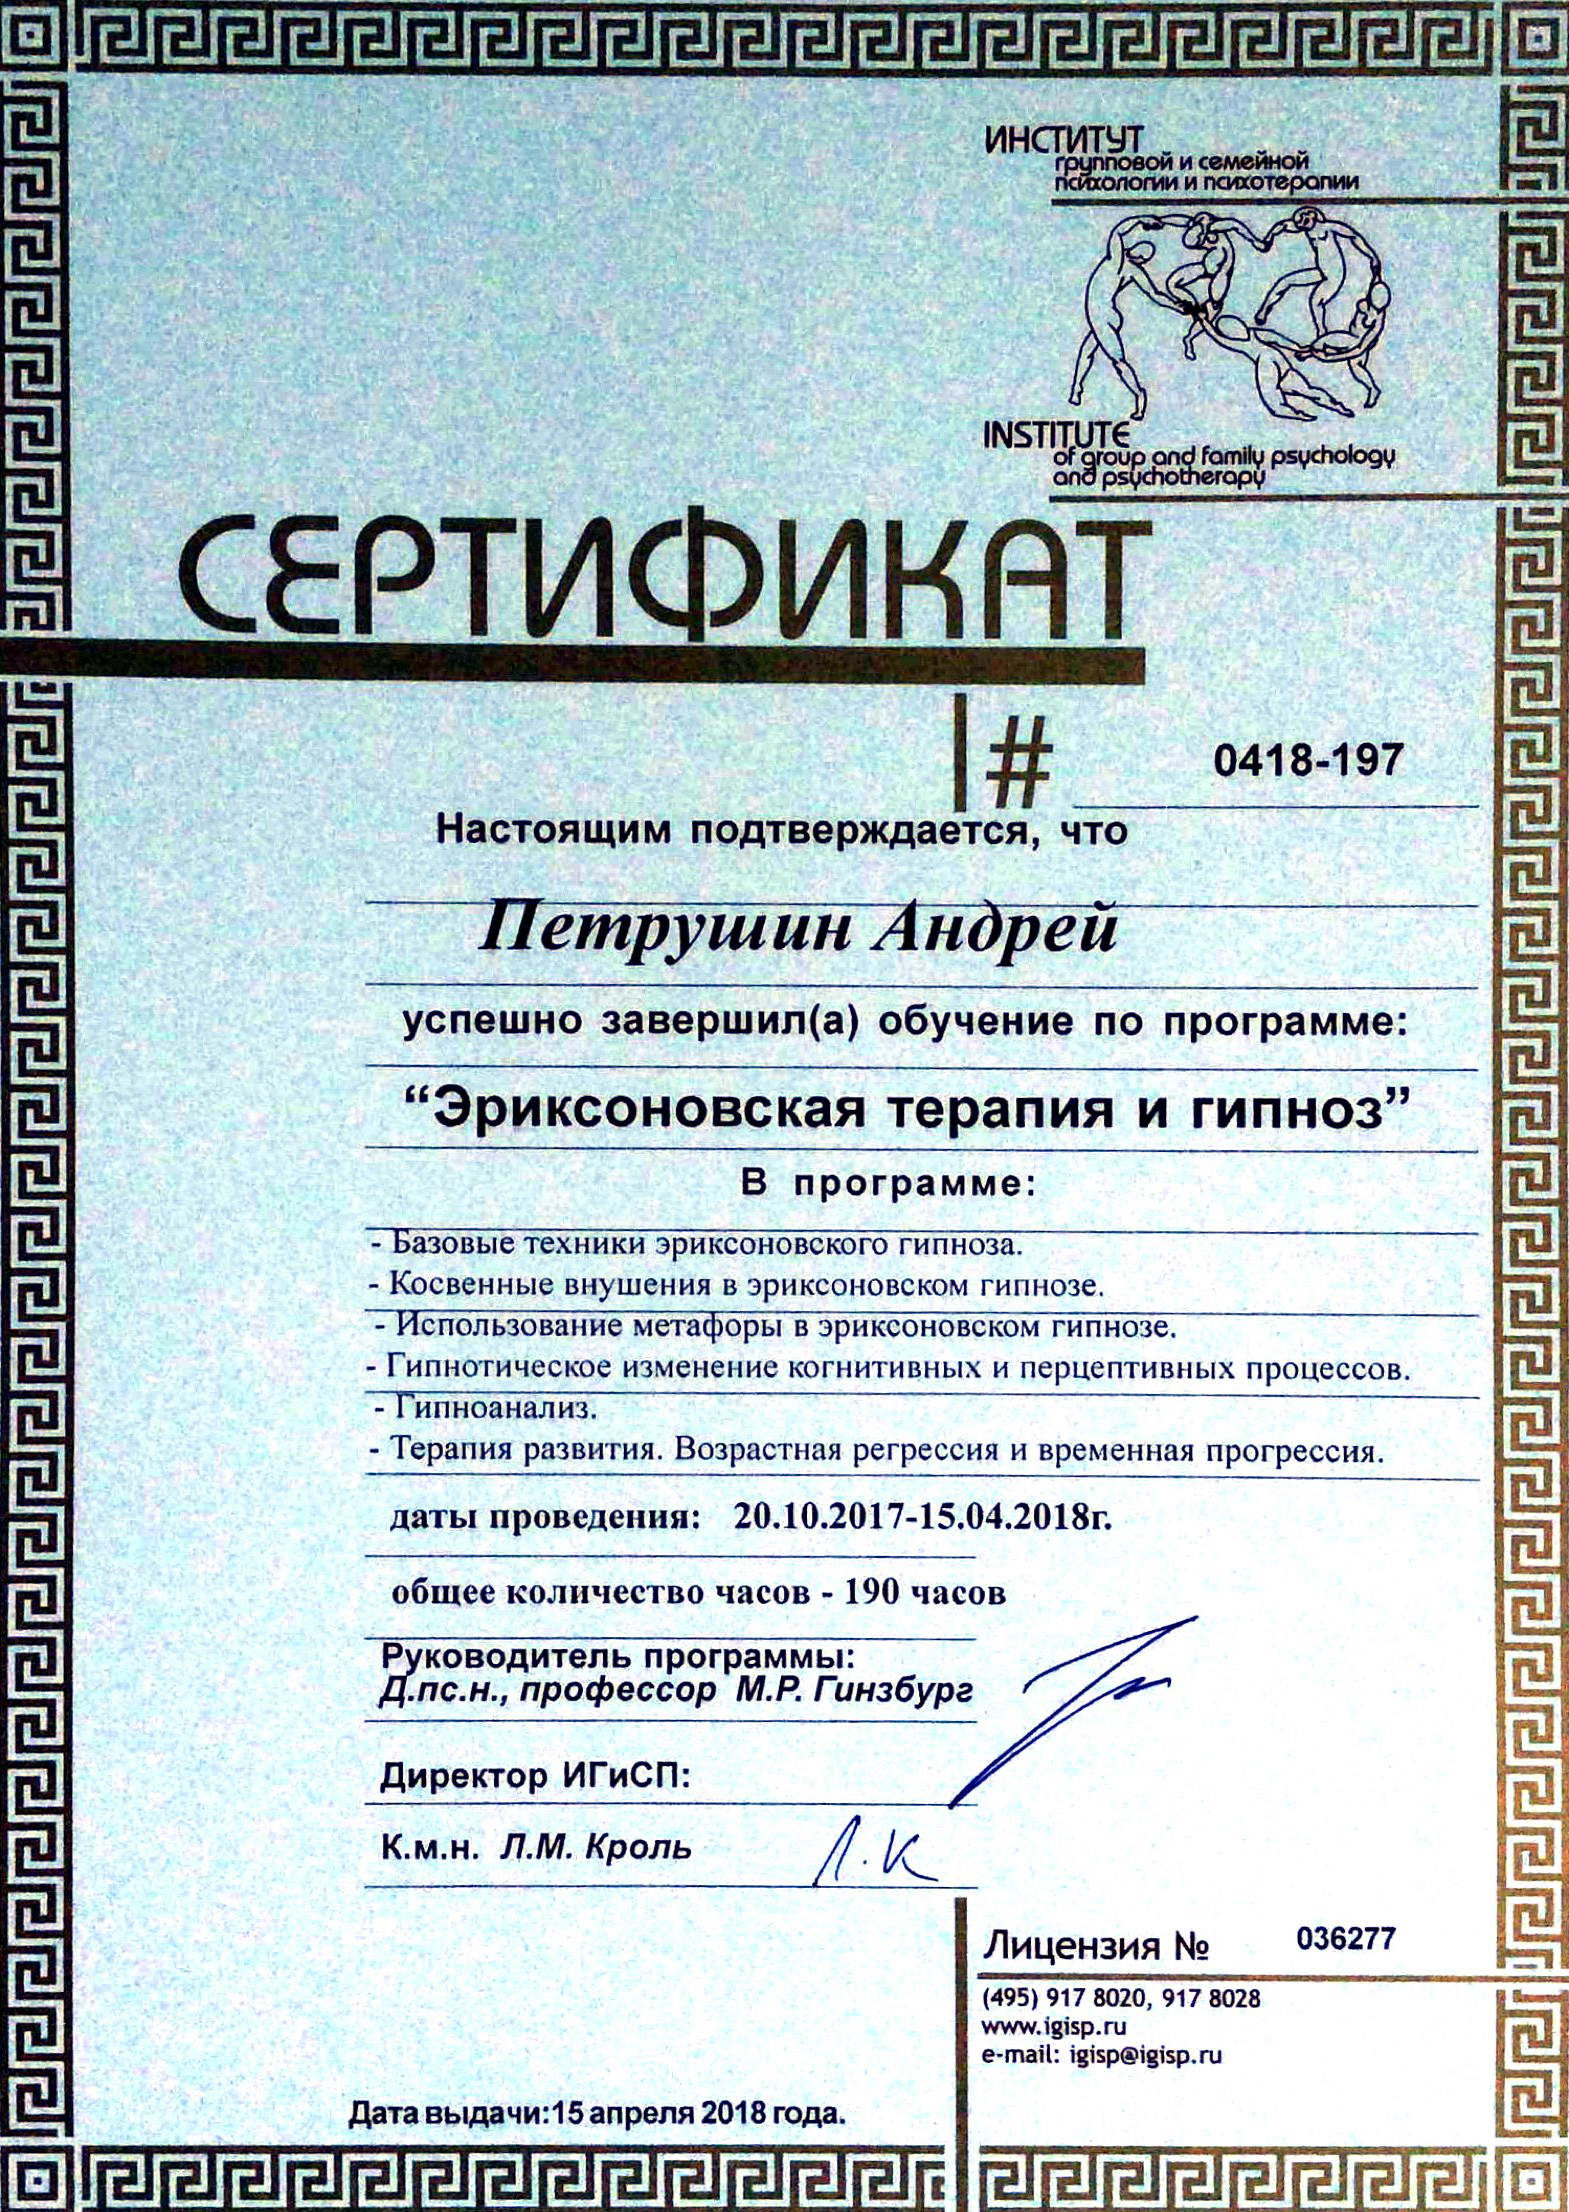 ИНСТИТУТ
групповой и семейной
психологии и психотерапии
INSTITUTE
of group and family psychology
and psychotherapy
СЕРТИФИКАТ
# 0418-197
Настоящим подтверждается, что
Петрушин Андрей
успешно завершил(а) обучение по программе:
“Эриксоновская терапия и гипноз”
В программе:
- Базовые техники эриксоновского гипноза.
- Косвенные внушения в эриксоновском гипнозе.
- Использование метафоры в эриксоновском гипнозе.
- Гипнотическое изменение когнитивных и перцептивных процессов.
- Гипноанализ.
- Терапия развития. Возрастная регрессия и временная прогрессия.
даты проведения: 20.10.2017-15.04.2018г.
общее количество часов - 190 часов
Руководитель программы:
Д.пс.н., профессор М.Р. Гинзбург
Директор ИГиСП:
К.м.н. Л.М. Кроль
Л.К
Лицензия № 036277
(495) 917 8020, 917 8028
www.igisp.ru
e-mail: igisp@igisp.ru
Дата выдачи:15 апреля 2018 года.